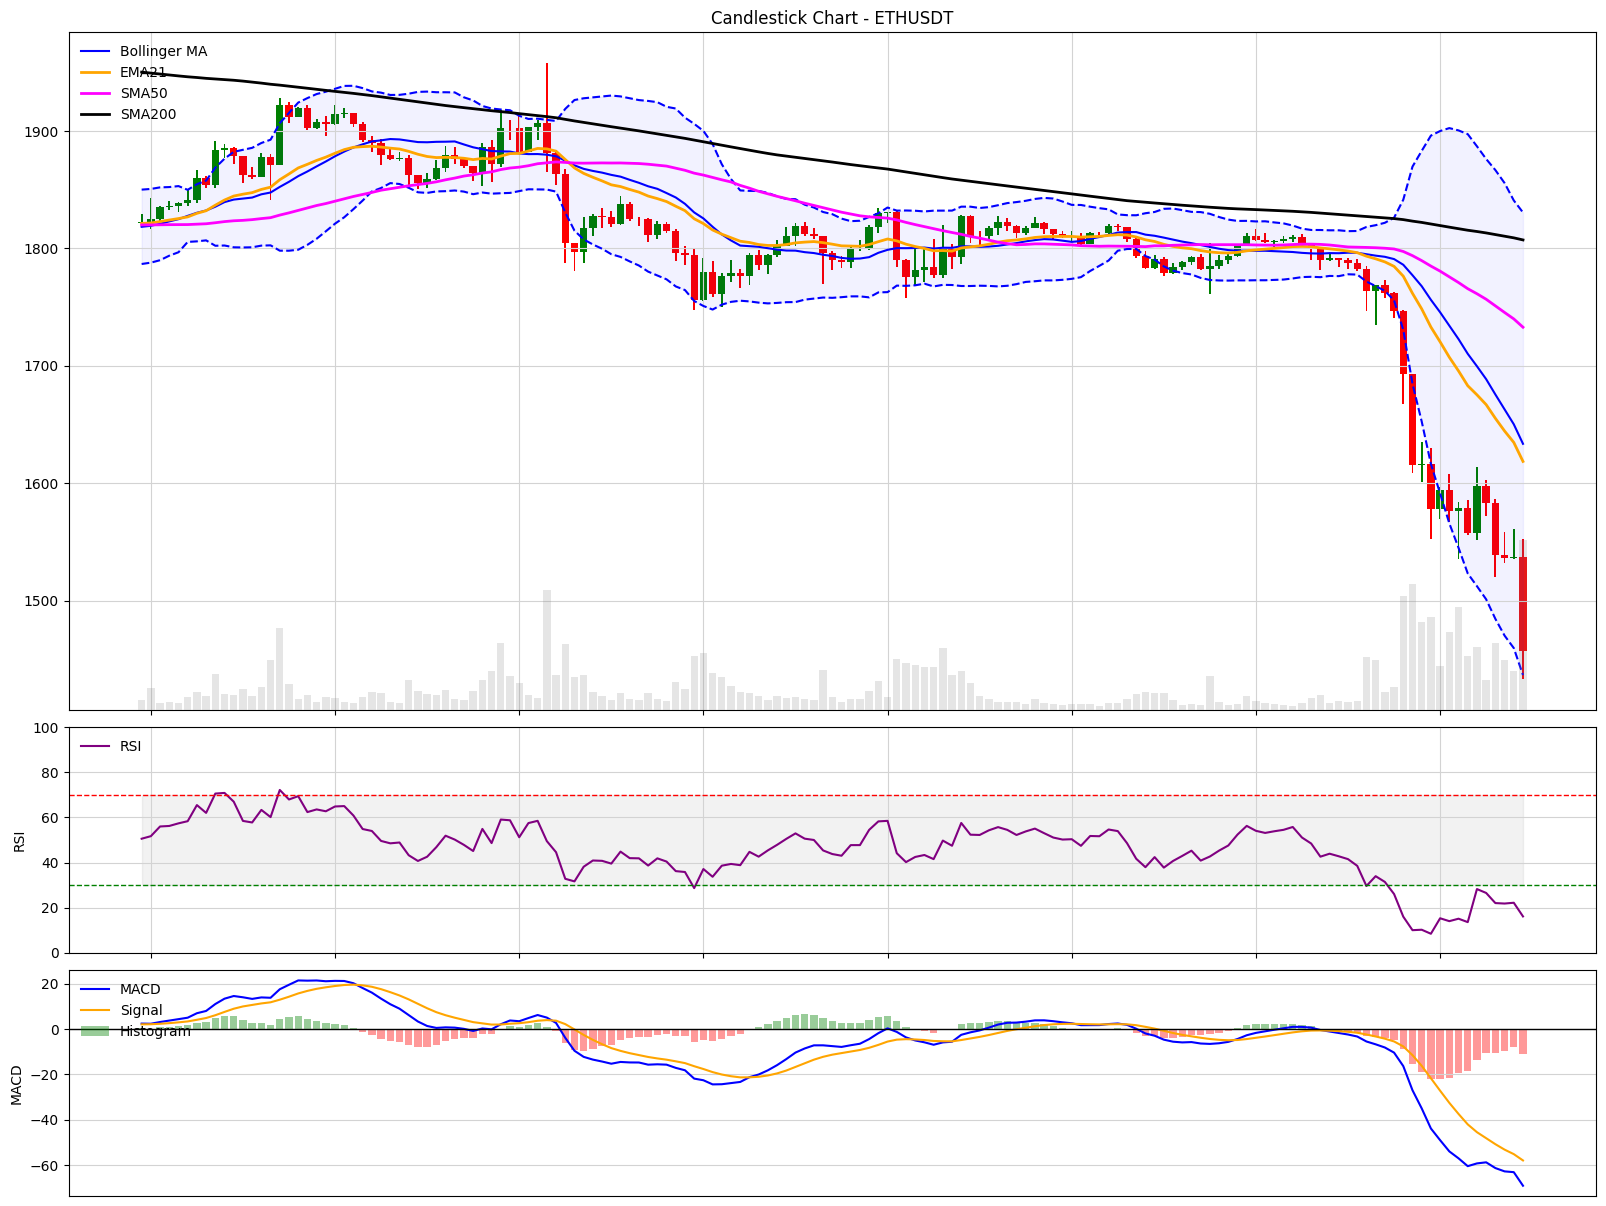 Candlestick Chart - ETHUSDT
Bollinger MA
EMA21
SMA50
SMA200
1900
1800
1700
1600
1500
RSI
100
80
60
40
20
0
RSI
MACD
Signal
Histogram
20
0
−20
−40
−60
MACD